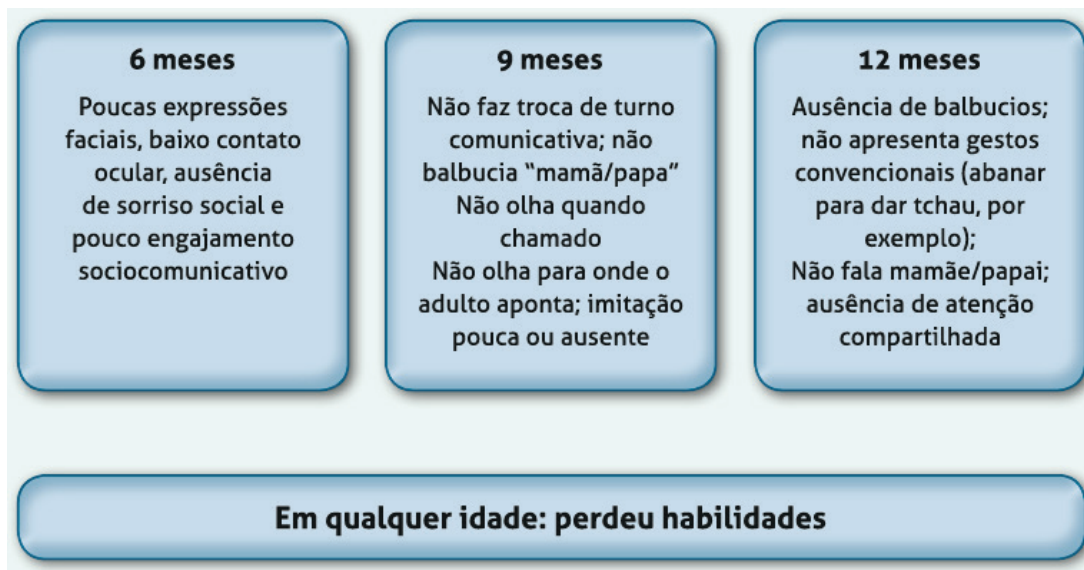 6 meses
Poucas expressões
faciais, baixo contato
ocular, ausência
de sorriso social e
pouco engajamento
sociocomunicativo
9 meses
Não faz troca de turno
comunicativa; não
balbucia “mamã/papa”
Não olha quando
chamado
Não olha para onde o
adulto aponta; imitação
pouca ou ausente
12 meses
Ausência de balbucios;
não apresenta gestos
convencionais (abanar
para dar tchau, por
exemplo);
Não fala mamãe/papai;
ausência de atenção
compartilhada
Em qualquer idade: perdeu habilidades